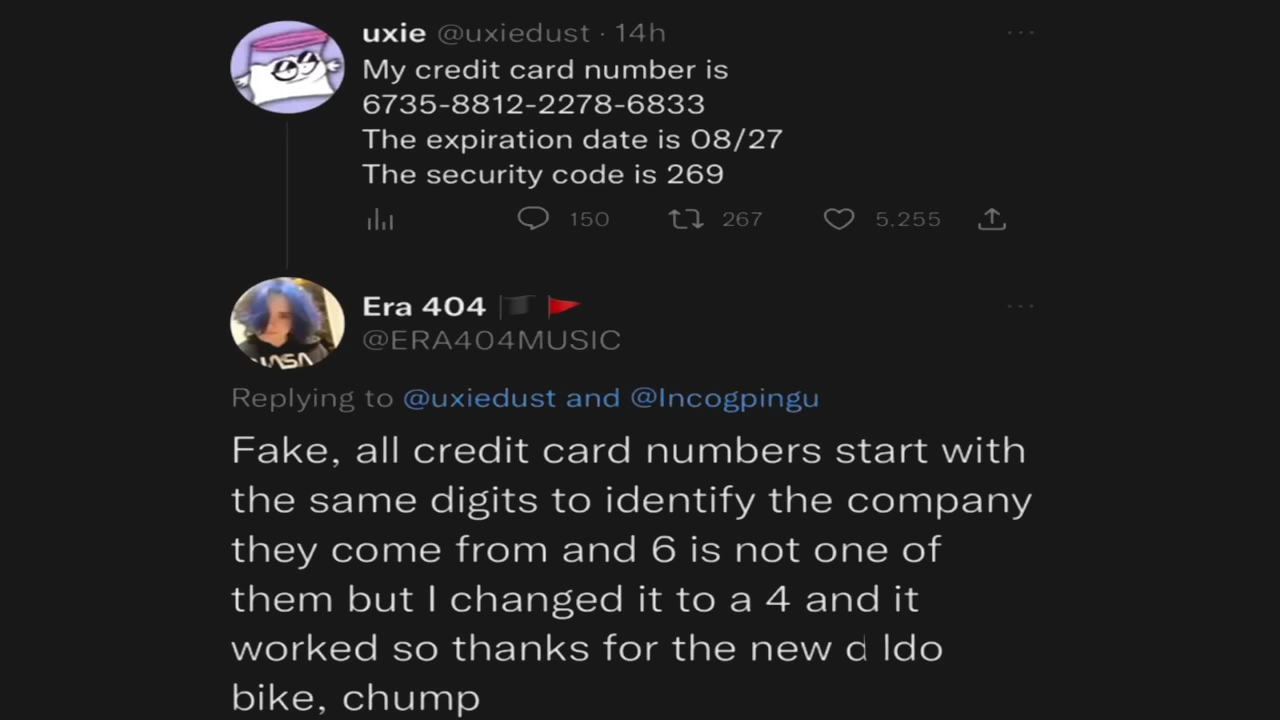 uxie @uxiedust · 14h
My credit card number is
6735-8812-2278-6833
The expiration date is 08/27
The security code is 269
150 267 5,255
Era 404
@ERA404MUSIC
Replying to @uxiedust and @Incogpingu
Fake, all credit card numbers start with
the same digits to identify the company
they come from and 6 is not one of
them but I changed it to a 4 and it
worked so thanks for the new d ldo
bike, chump
NASA